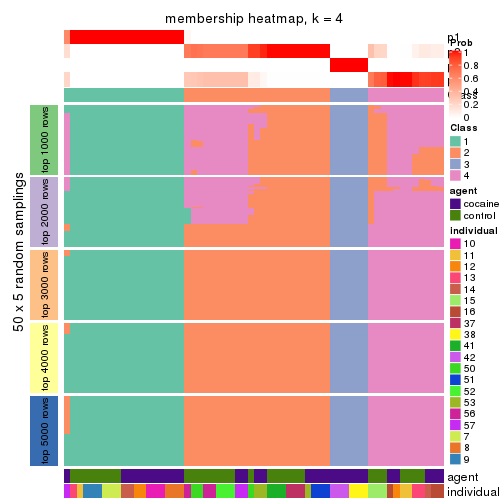 membership heatmap, k = 4
p1
Prob
1
0.8
0.6
0.4
0.2
0
Class
1
2
3
4
agent
cocaine
control
individual
10
11
12
13
14
15
16
37
38
41
42
50
51
52
53
56
57
7
8
9
50 x 5 random samplings
top 1000 rows
top 2000 rows
top 3000 rows
top 4000 rows
top 5000 rows
agent
individual